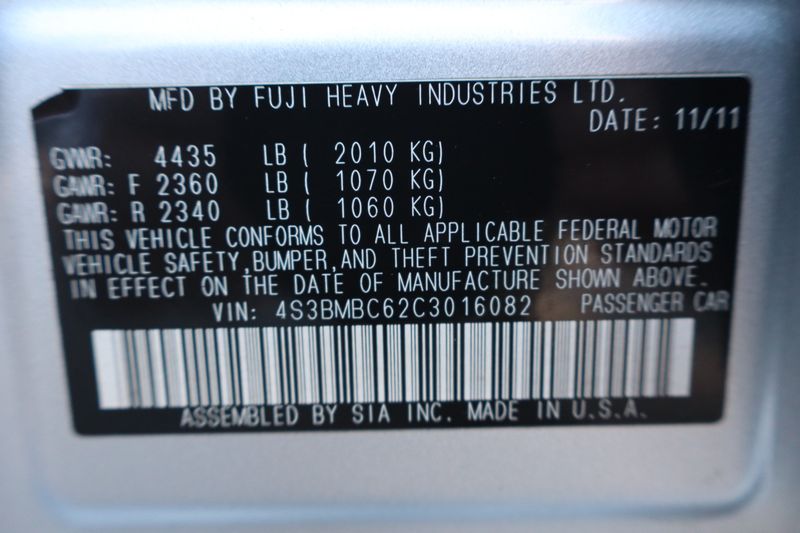 MFD BY FUJI HEAVY INDUSTRIES LTD.
DATE: 11/11
GVWR: 4435 LB ( 2010 KG)
GAWR: F 2360 LB ( 1070 KG)
GAWR: R 2340 LB ( 1060 KG)
THIS VEHICLE CONFORMS TO ALL APPLICABLE FEDERAL MOTOR
VEHICLE SAFETY,BUMPER,AND THEFT PREVENTION STANDARDS
IN EFFECT ON THE DATE OF MANUFACTURE SHOWN ABOVE.
VIN: 4S3BMBC62C3016082 PASSENGER CAR
ASSEMBLED BY SIA INC. MADE IN U.S.A.